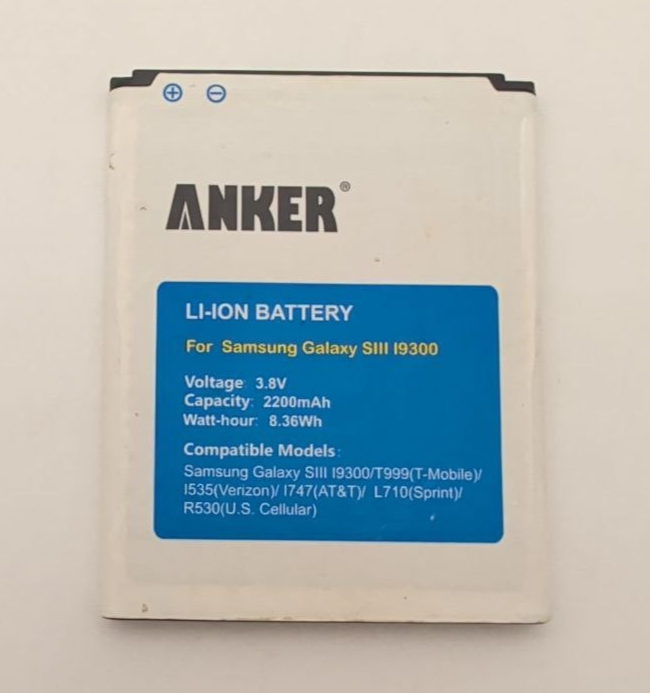 ⊕ ⊖
ANKER®
LI-ION BATTERY
For Samsung Galaxy SIII I9300
Voltage: 3.8V
Capacity: 2200mAh
Watt-hour: 8.36Wh
Compatible Models:
Samsung Galaxy SIII I9300/T999(T-Mobile)/
I535(Verizon)/ I747(AT&T)/ L710(Sprint)/
R530(U.S. Cellular)